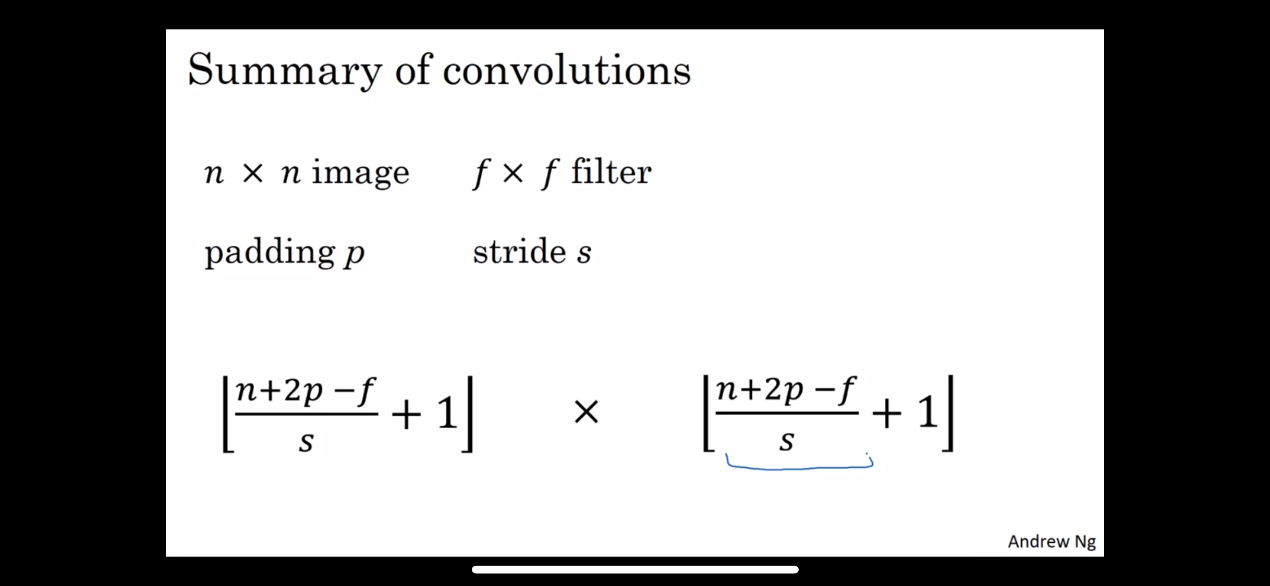 Summary of convolutions
n × n image f × f filter
padding p stride s
⌊(n+2p −f)/s + 1⌋ × ⌊(n+2p −f)/s + 1⌋
Andrew Ng